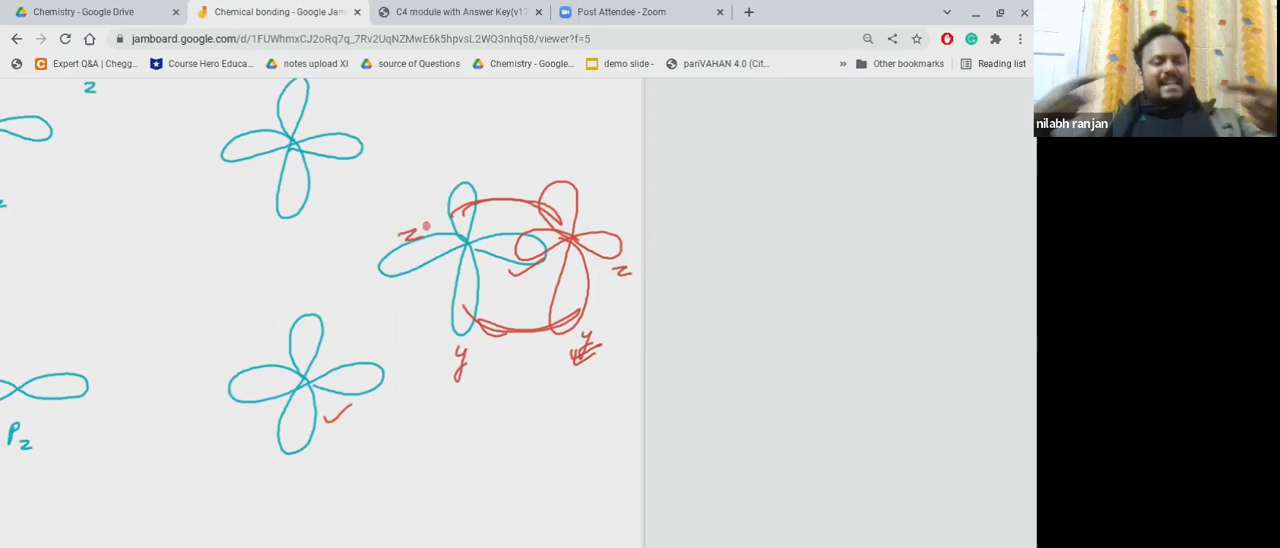 Chemistry - Google Drive
Chemical bonding - Google Jam
C4 module with Answer Key(v17
Post Attendee - Zoom
jamboard.google.com/d/1FUWhmxCJ2oRq7q_7Rv2UqNZMwE6k5hpvsL2WQ3nhq58/viewer?f=5
Expert Q&A | Chegg...
Course Hero Educa...
notes upload XI
source of Questions
Chemistry - Google...
demo slide -
pariVAHAN 4.0 (Cit...
»
Other bookmarks
Reading list
nilabh ranjan
z
z
z
y
y
Pz